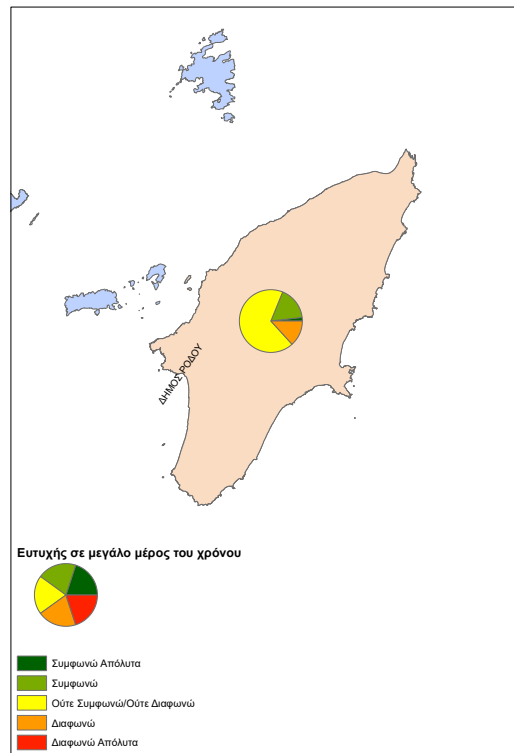 ΔΗΜΟΣ ΡΟΔΟΥ
Ευτυχής σε μεγάλο μέρος του χρόνου
Συμφωνώ Απόλυτα
Συμφωνώ
Ούτε Συμφωνώ/Ούτε Διαφωνώ
Διαφωνώ
Διαφωνώ Απόλυτα